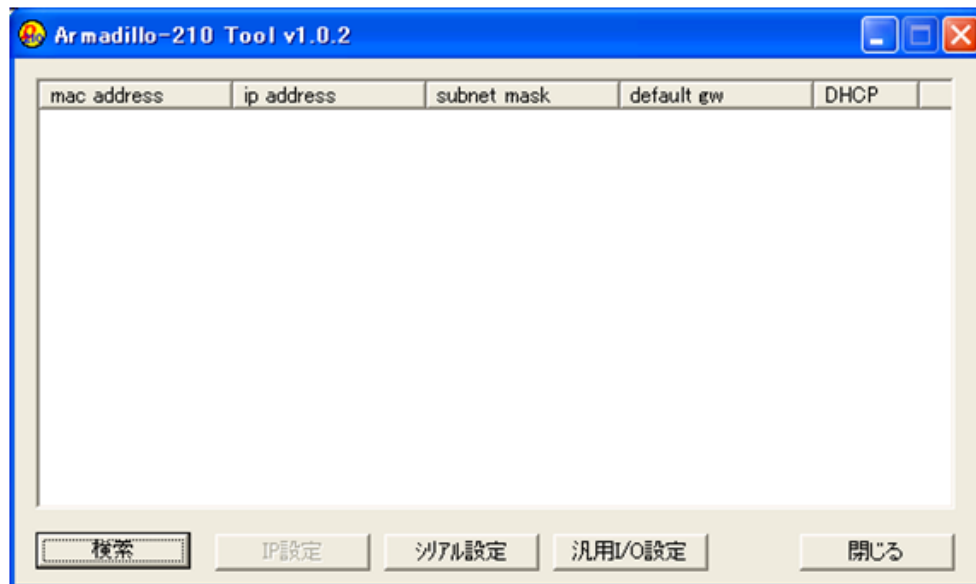 Armadillo-210 Tool v1.0.2
mac address ip address subnet mask default gw DHCP
検索 IP設定 シリアル設定 汎用I/O設定 閉じる